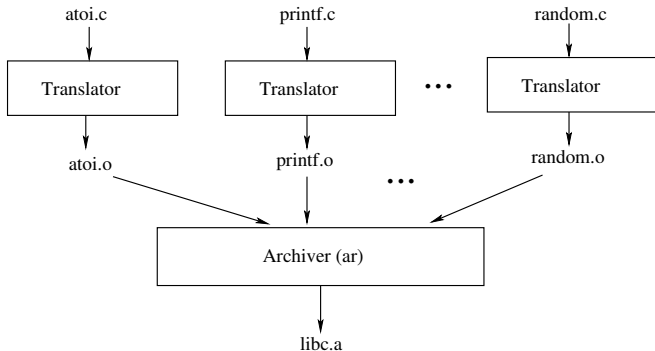 atoi.c
printf.c
random.c
Translator
Translator
...
Translator
atoi.o
printf.o
...
random.o
Archiver (ar)
libc.a